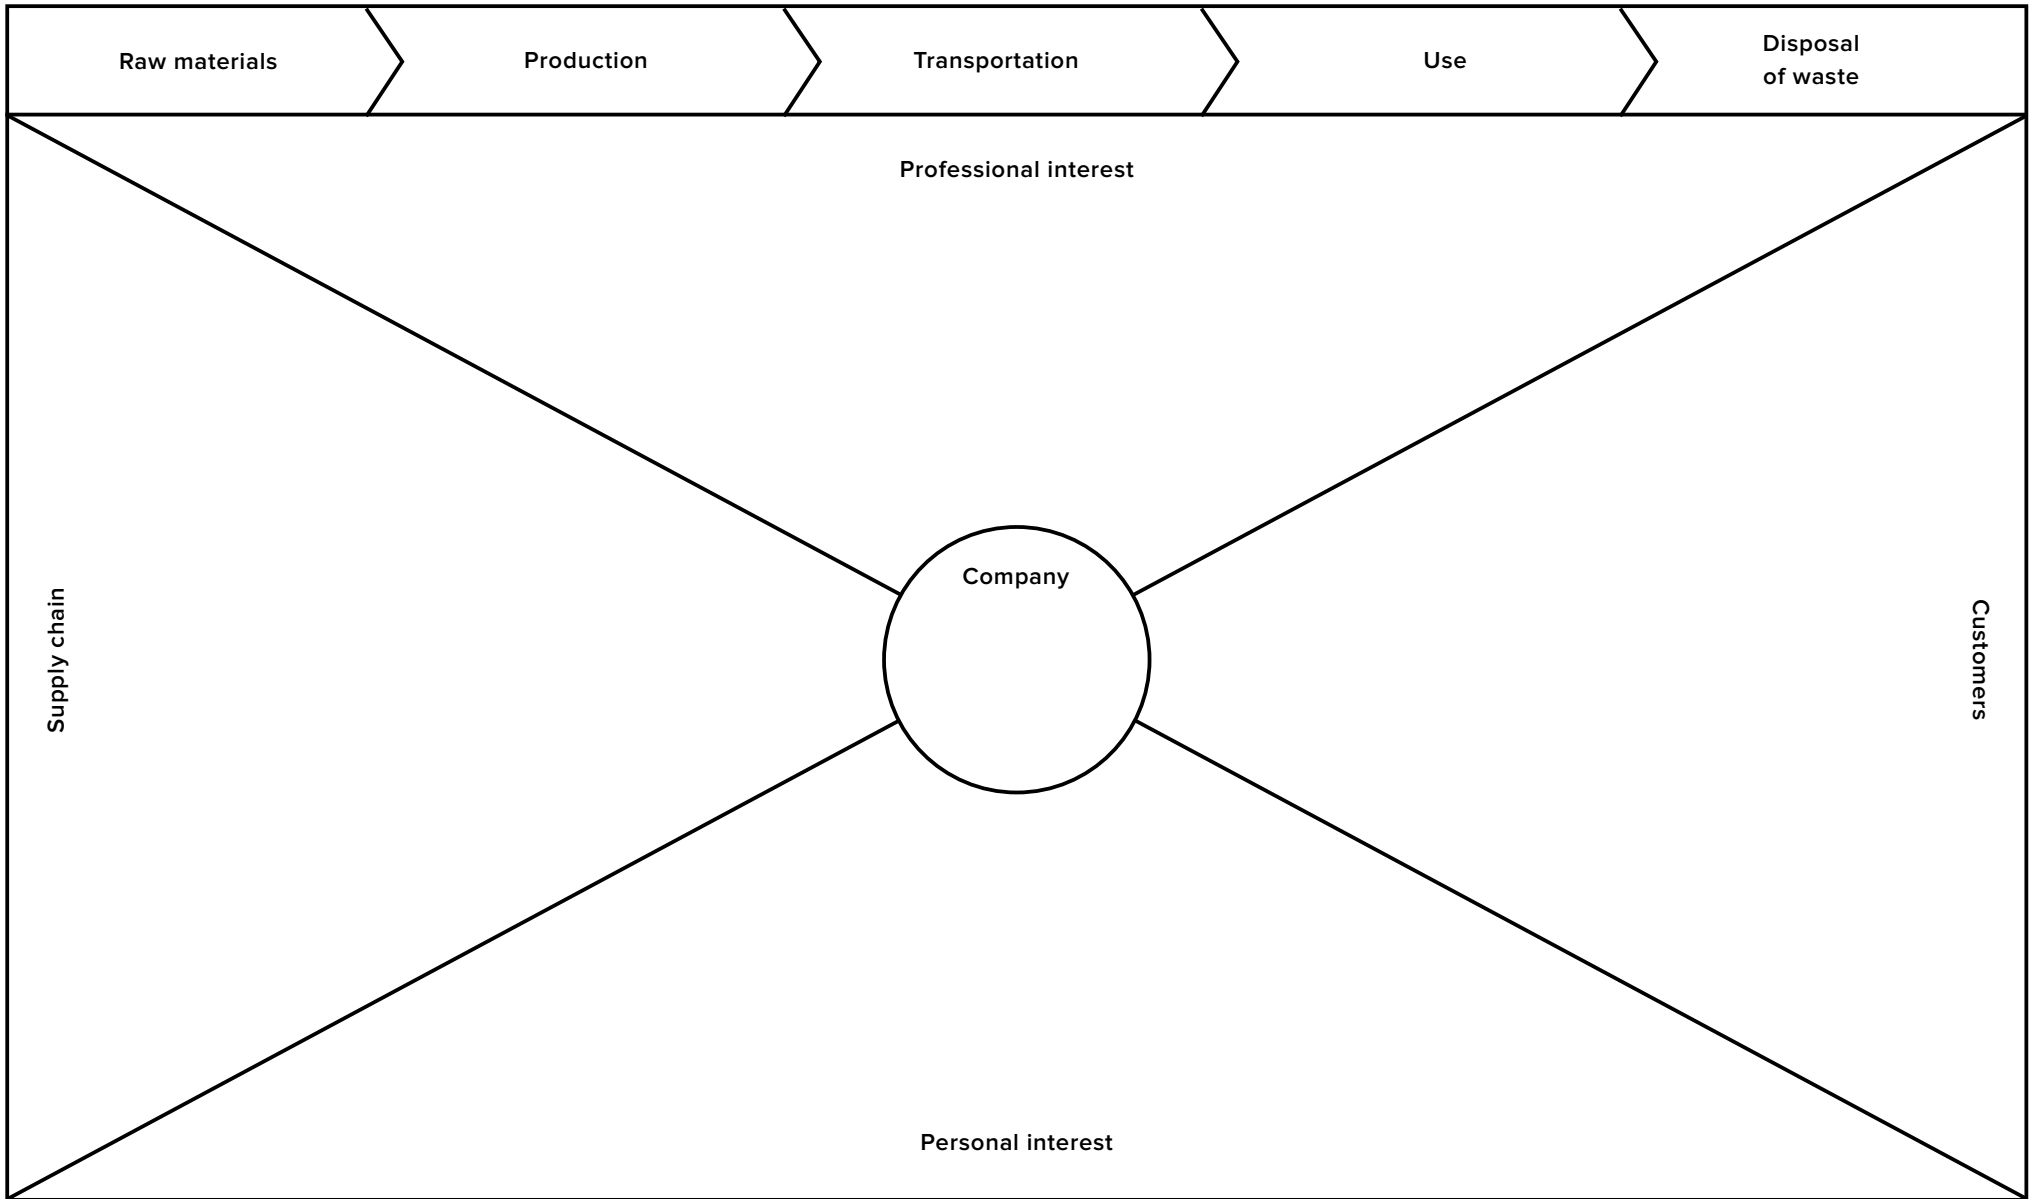 Raw materials
Production
Transportation
Use
Disposal
of waste
Professional interest
Company
Supply chain
Customers
Personal interest